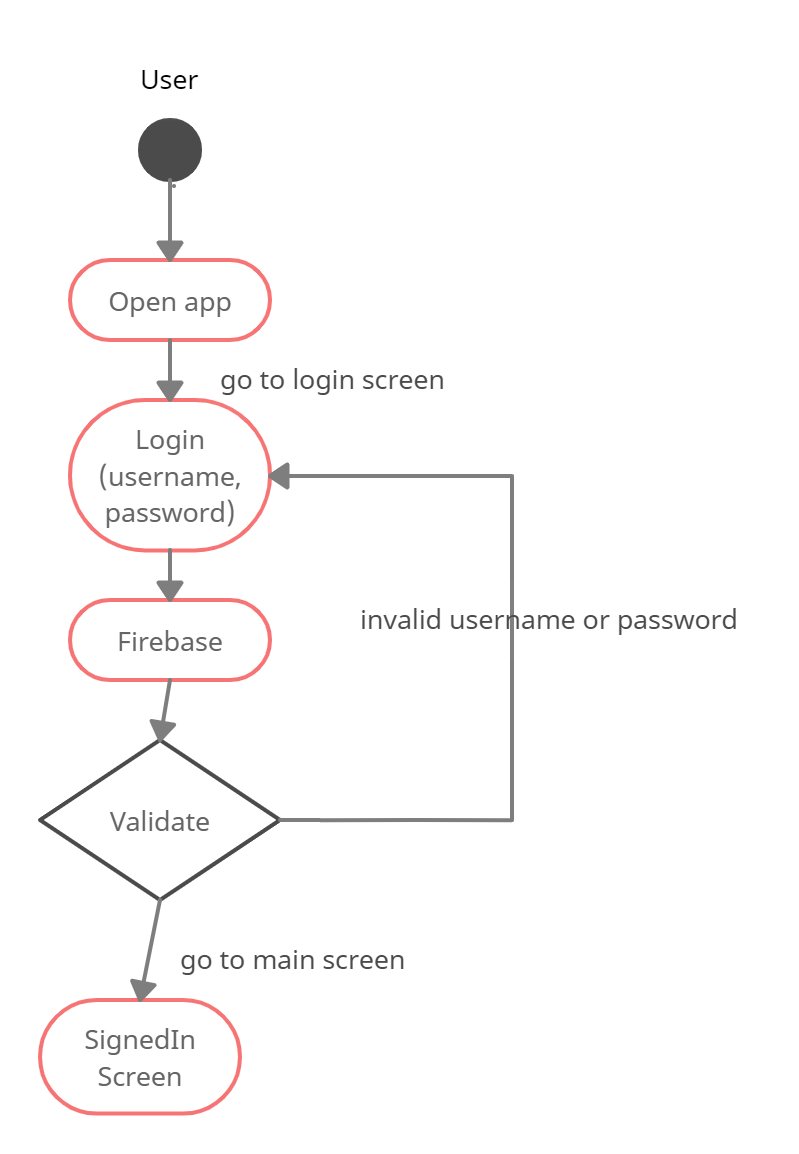 User
Open app
go to login screen
Login
(username,
password)
invalid username or password
Firebase
Validate
go to main screen
SignedIn
Screen